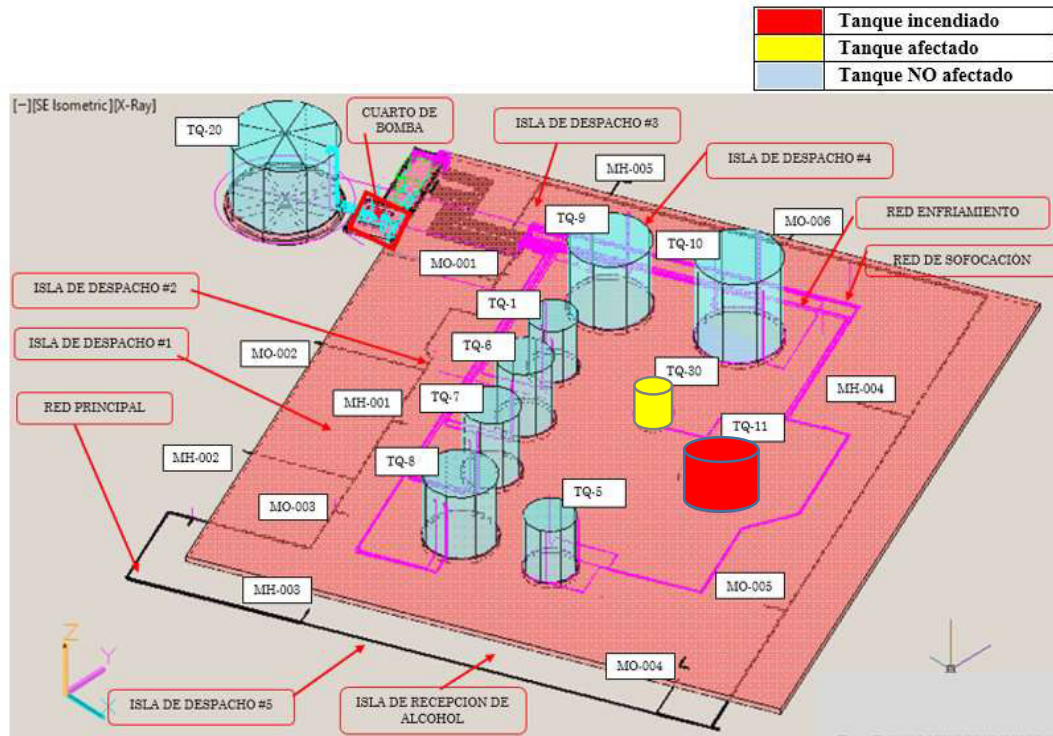 Tanque incendiado
Tanque afectado
Tanque NO afectado
[−][SE Isometric][X-Ray]
TQ-20
CUARTO DE
BOMBA
ISLA DE DESPACHO #3
MH-005
ISLA DE DESPACHO #4
TQ-9
TQ-10
MO-006
RED ENFRIAMIENTO
MO-001
RED DE SOFOCACIÓN
ISLA DE DESPACHO #2
TQ-1
ISLA DE DESPACHO #1
MO-002
TQ-6
TQ-30
MH-004
RED PRINCIPAL
MH-001
TQ-7
TQ-11
MH-002
TQ-8
TQ-5
MO-003
MH-003
MO-005
MO-004
Z
Y
X
ISLA DE DESPACHO #5
ISLA DE RECEPCION DE
ALCOHOL